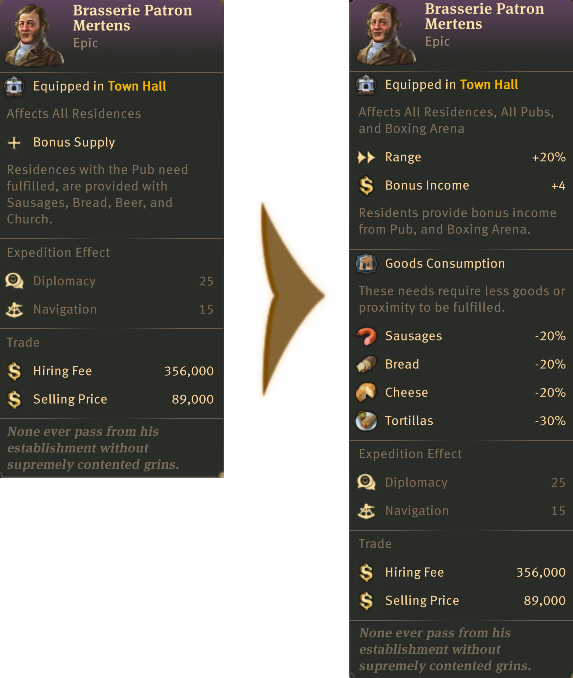 Brasserie Patron
Mertens
Epic
Equipped in Town Hall
Affects All Residences
Bonus Supply
Residences with the Pub need
fulfilled, are provided with
Sausages, Bread, Beer, and
Church.
Expedition Effect
Diplomacy 25
Navigation 15
Trade
Hiring Fee 356,000
Selling Price 89,000
None ever pass from his
establishment without
supremely contented grins.
Brasserie Patron
Mertens
Epic
Equipped in Town Hall
Affects All Residences, All Pubs,
and Boxing Arena
Range +20%
Bonus Income +4
Residents provide bonus income
from Pub, and Boxing Arena.
Goods Consumption
These needs require less goods or
proximity to be fulfilled.
Sausages -20%
Bread -20%
Cheese -20%
Tortillas -30%
Expedition Effect
Diplomacy 25
Navigation 15
Trade
Hiring Fee 356,000
Selling Price 89,000
None ever pass from his
establishment without
supremely contented grins.